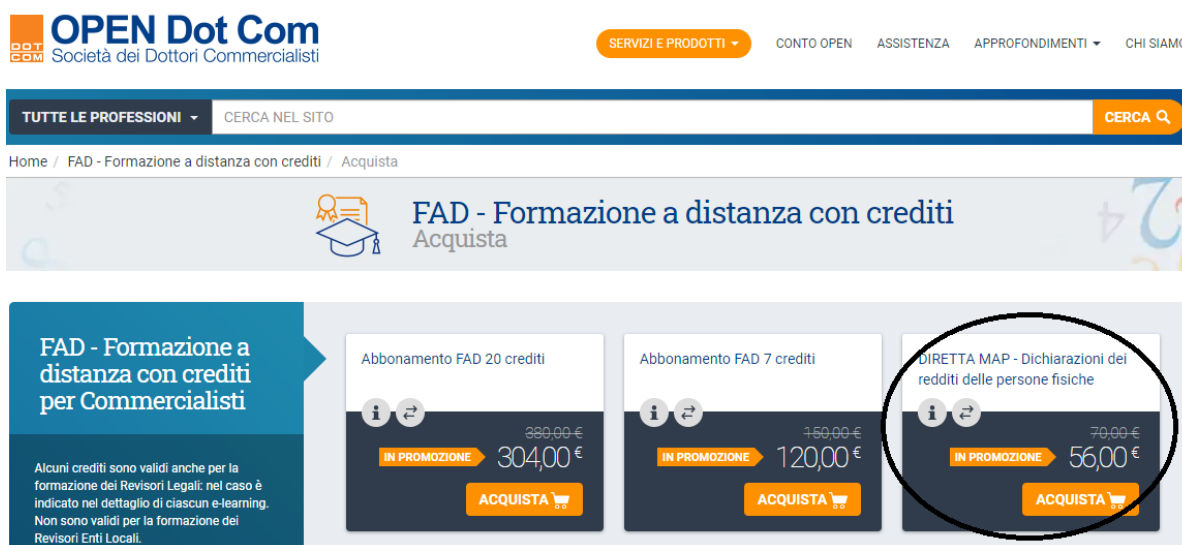 DOT
COM
OPEN Dot Com
Società dei Dottori Commercialisti
SERVIZI E PRODOTTI
CONTO OPEN
ASSISTENZA
APPROFONDIMENTI
CHI SIAMO
TUTTE LE PROFESSIONI
CERCA NEL SITO
CERCA
Home / FAD - Formazione a distanza con crediti / Acquista
FAD - Formazione a distanza con crediti
Acquista
FAD - Formazione a
distanza con crediti
per Commercialisti
Alcuni crediti sono validi anche per la
formazione dei Revisori Legali: nel caso è
indicato nel dettaglio di ciascun e-learning.
Non sono validi per la formazione dei
Revisori Enti Locali.
Abbonamento FAD 20 crediti
380,00 €
IN PROMOZIONE 304,00 €
ACQUISTA
Abbonamento FAD 7 crediti
150,00 €
IN PROMOZIONE 120,00 €
ACQUISTA
DIRETTA MAP - Dichiarazioni dei
redditi delle persone fisiche
70,00 €
IN PROMOZIONE 56,00 €
ACQUISTA